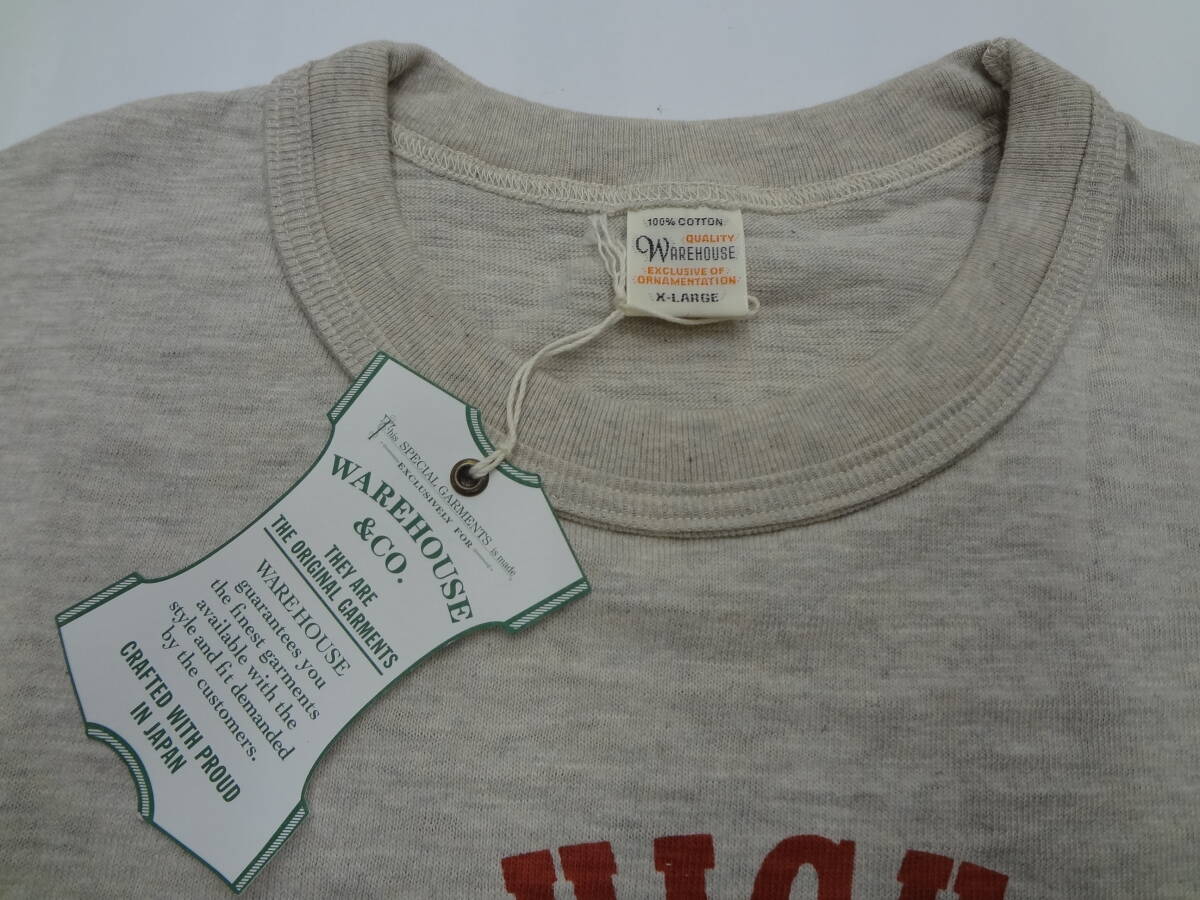 100% COTTON
QUALITY
WAREHOUSE
EXCLUSIVE OF
ORNAMENTATION
X-LARGE
This SPECIAL GARMENTS is made
EXCLUSIVELY FOR
WAREHOUSE
&CO.
THEY ARE
THE ORIGINAL GARMENTS
WAREHOUSE
guarantees you
the finest garments
available with the
style and fit demanded
by the customers.
CRAFTED WITH PROUD
IN JAPAN